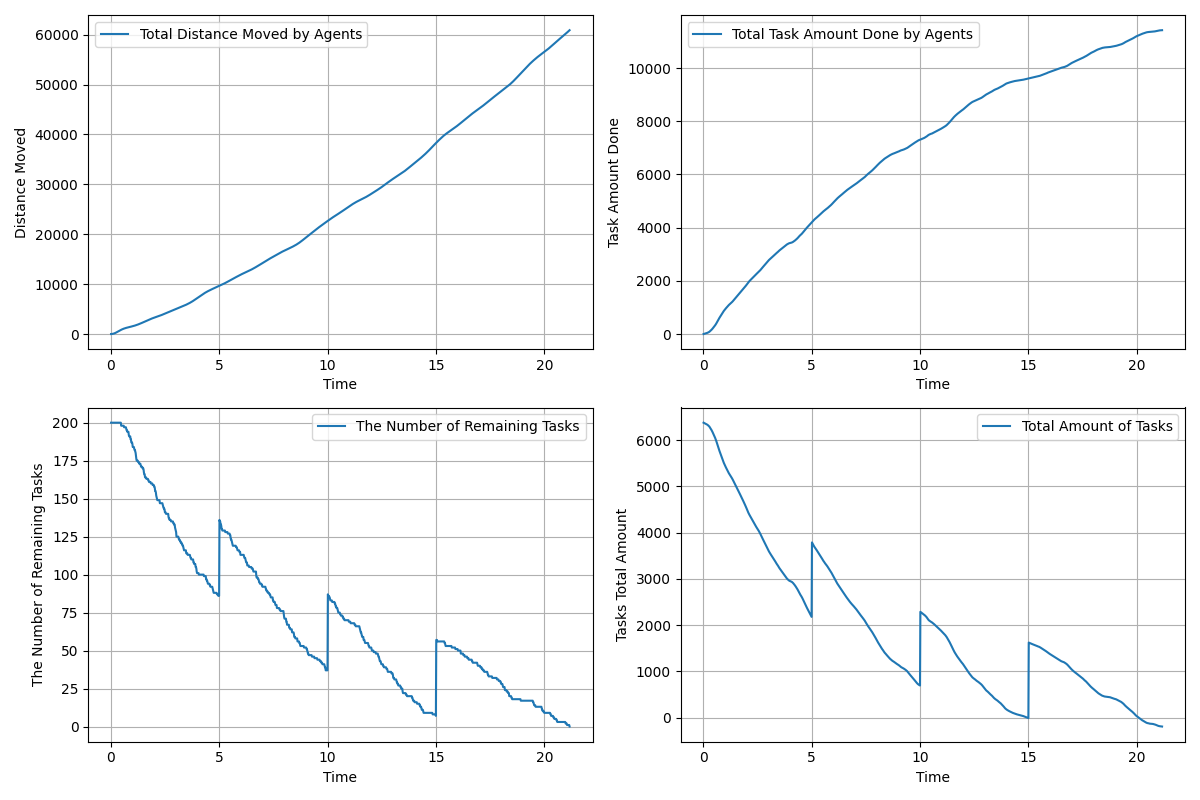 Total Distance Moved by Agents
Distance Moved
60000
50000
40000
30000
20000
10000
0
0 5 10 15 20
Time
Total Task Amount Done by Agents
Task Amount Done
10000
8000
6000
4000
2000
0
0 5 10 15 20
Time
The Number of Remaining Tasks
The Number of Remaining Tasks
200
175
150
125
100
75
50
25
0
0 5 10 15 20
Time
Total Amount of Tasks
Tasks Total Amount
6000
5000
4000
3000
2000
1000
0
0 5 10 15 20
Time